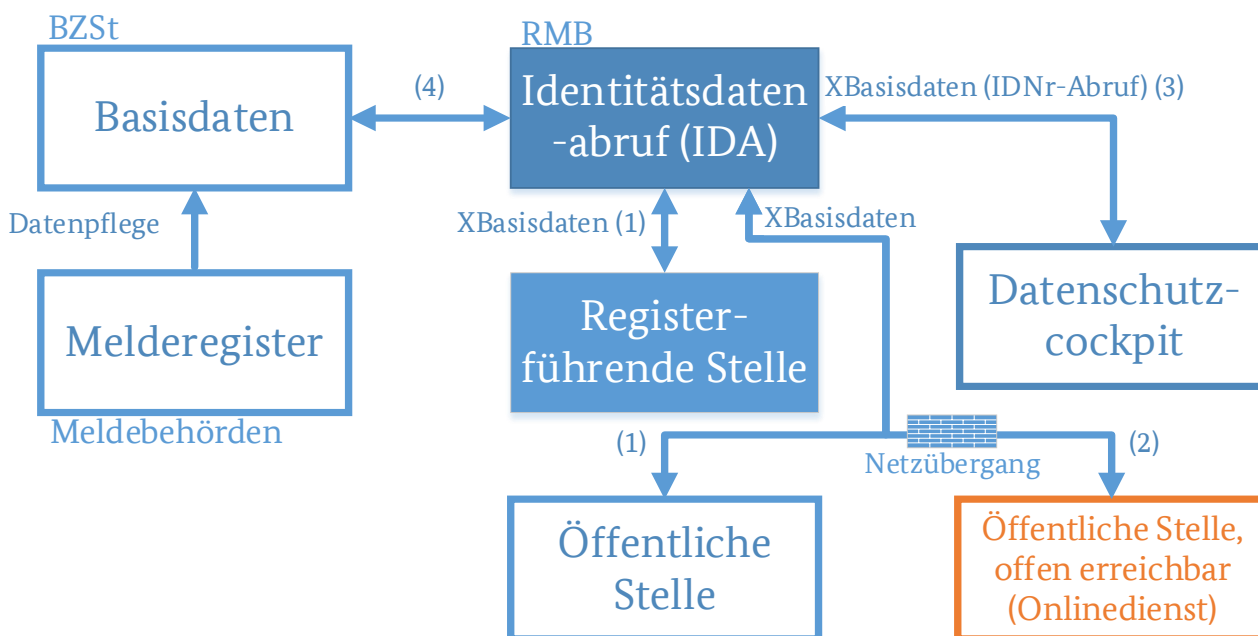 BZSt
RMB
Basisdaten
(4)
Identitätsdaten
-abruf (IDA)
XBasisdaten (IDNr-Abruf) (3)
Datenpflege
XBasisdaten (1)
XBasisdaten
Melderegister
Meldebehörden
Register-
führende Stelle
Datenschutz-
cockpit
(1)
Netzübergang
(2)
Öffentliche
Stelle
Öffentliche Stelle,
offen erreichbar
(Onlinedienst)